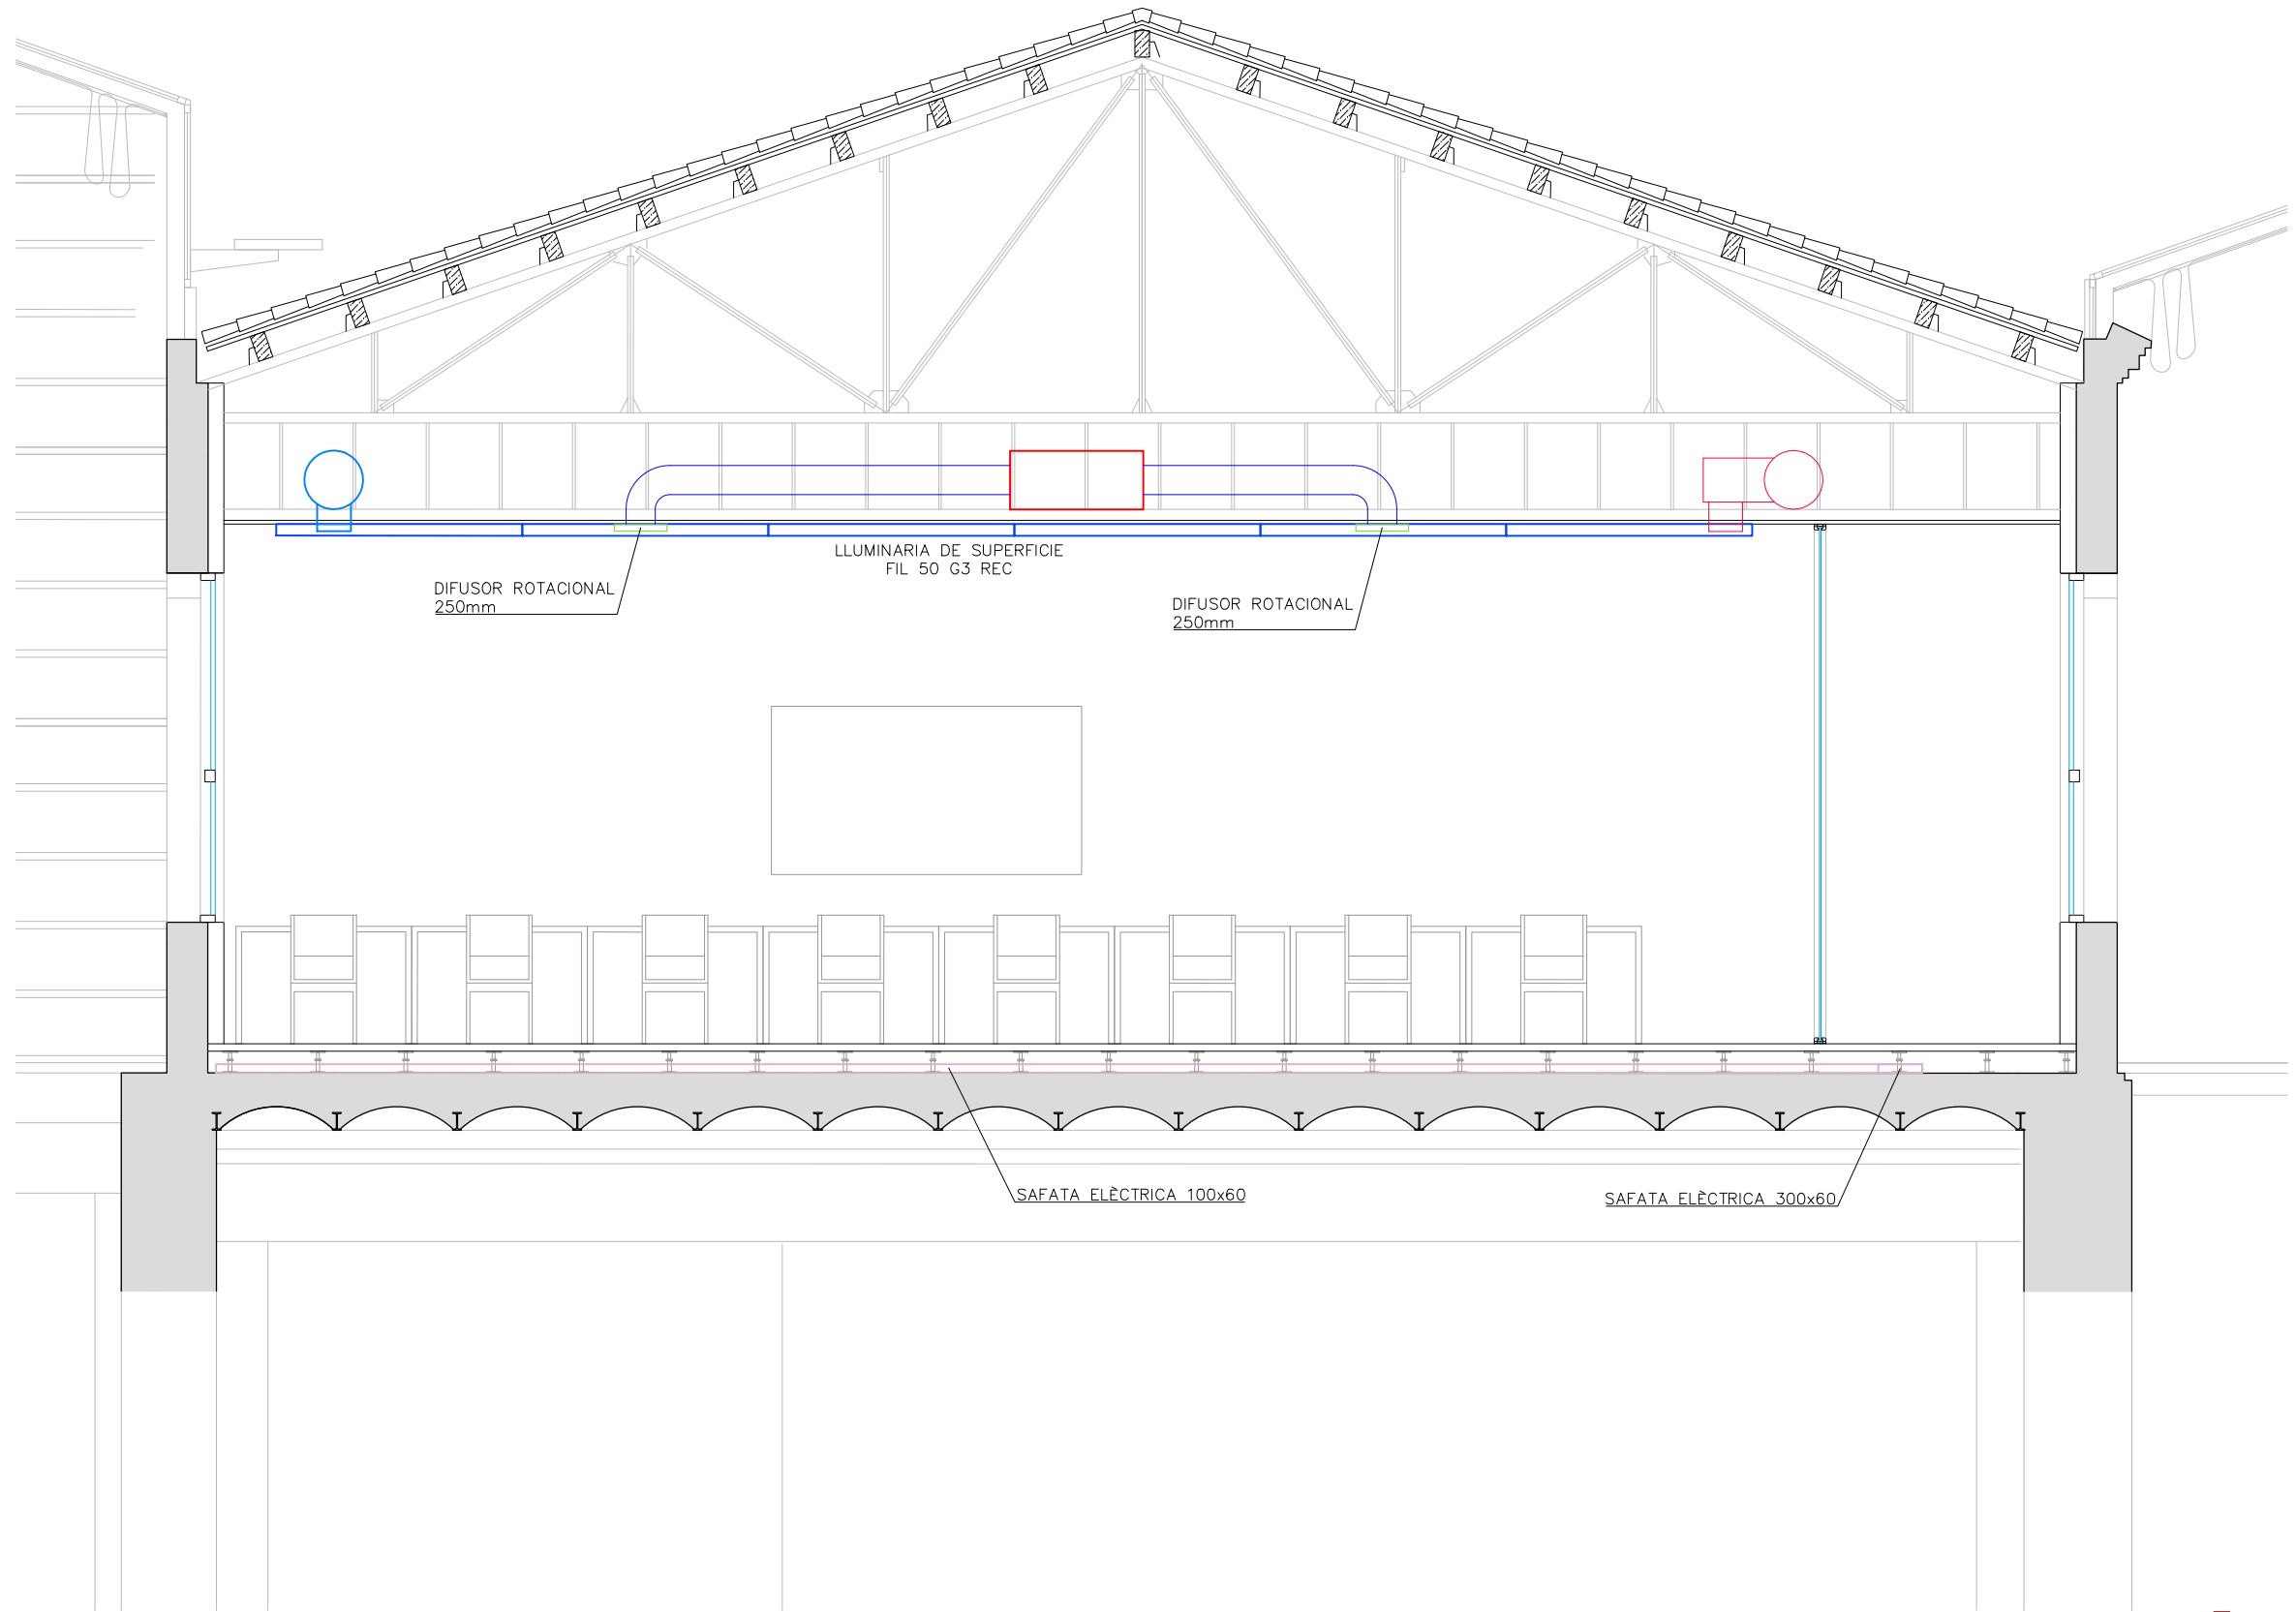 LLUMINARIA DE SUPERFICIE
FIL 50 G3 REC
DIFUSOR ROTACIONAL
250mm
DIFUSOR ROTACIONAL
250mm
SAFATA ELÈCTRICA 100x60
SAFATA ELÈCTRICA 300x60